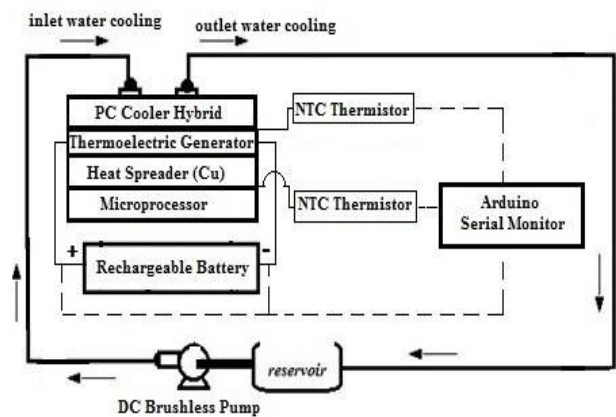 inlet water cooling
outlet water cooling
PC Cooler Hybrid
NTC Thermistor
Thermoelectric Generator
Heat Spreader (Cu)
Microprocessor
NTC Thermistor
Arduino
Serial Monitor
+
-
Rechargeable Battery
reservoir
DC Brushless Pump